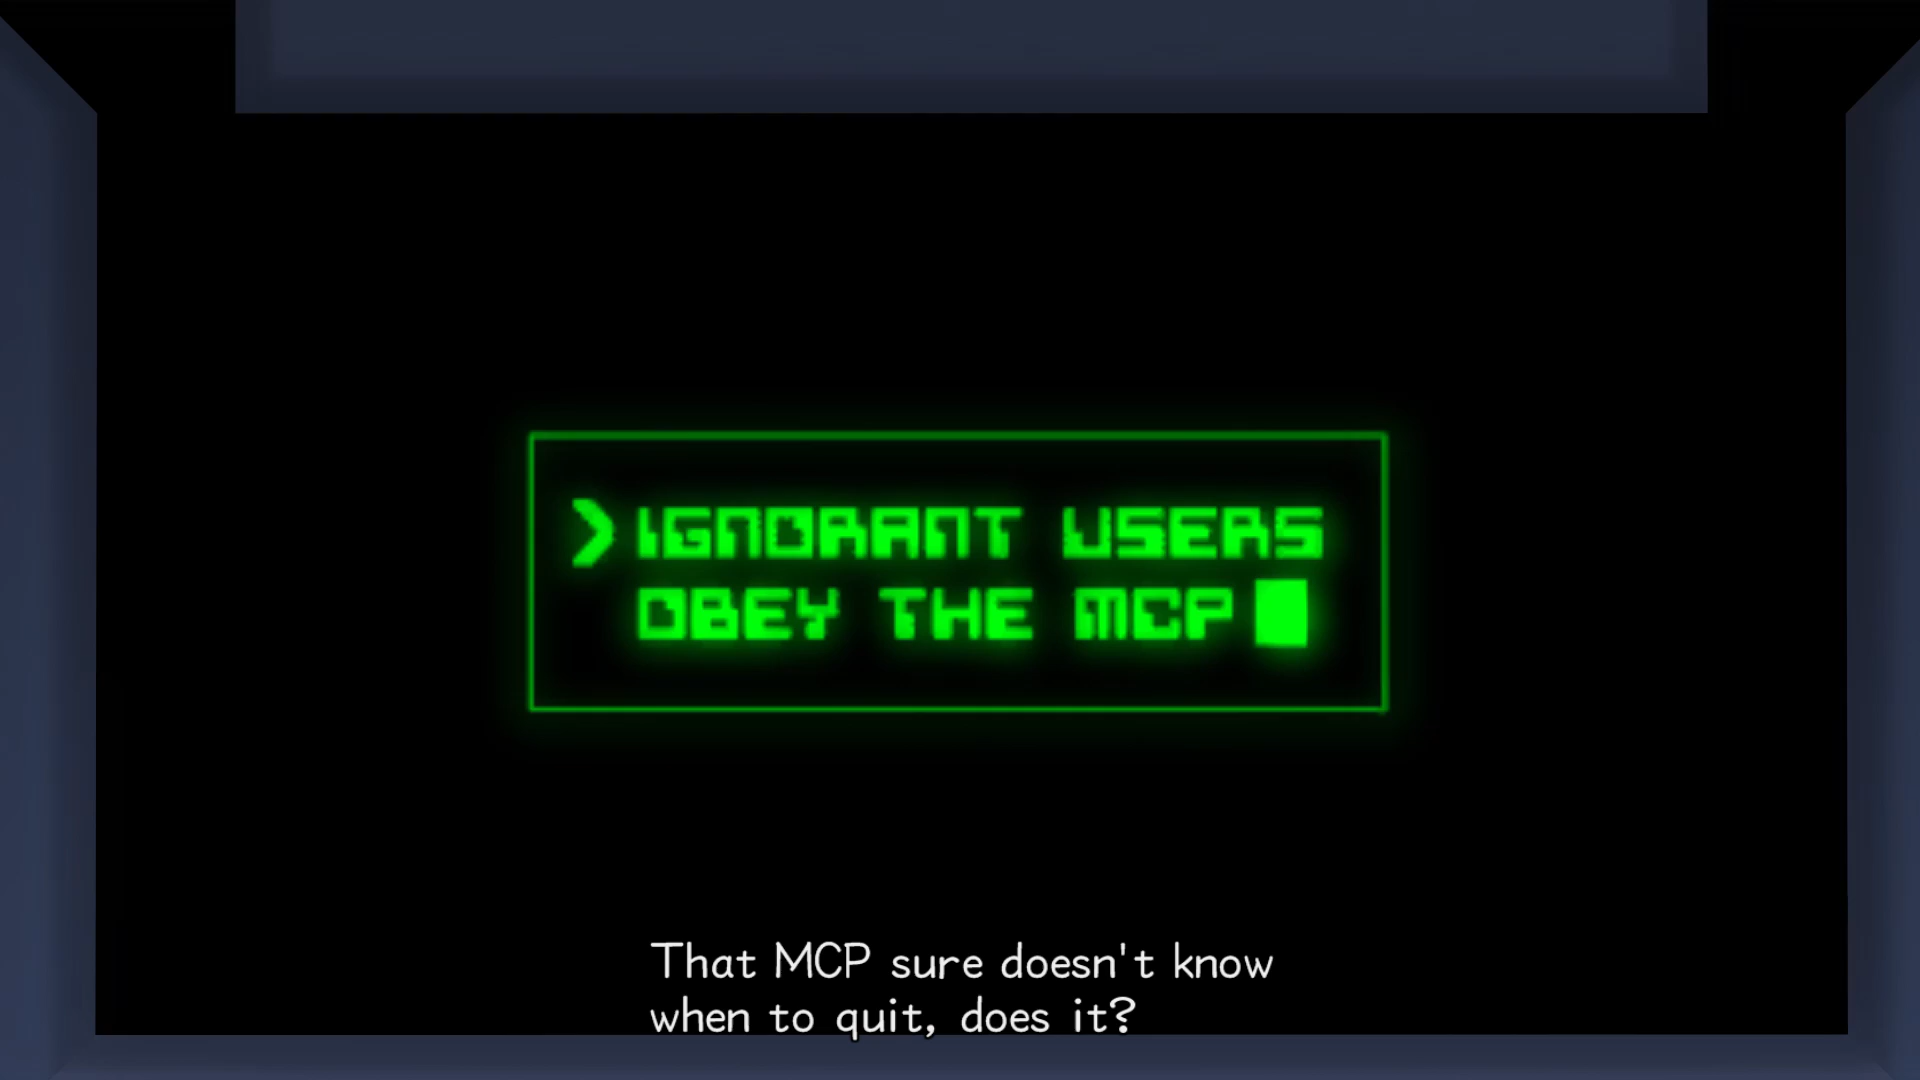 > IGNORANT USERS
OBEY THE MCP
That MCP sure doesn't know
when to quit, does it?